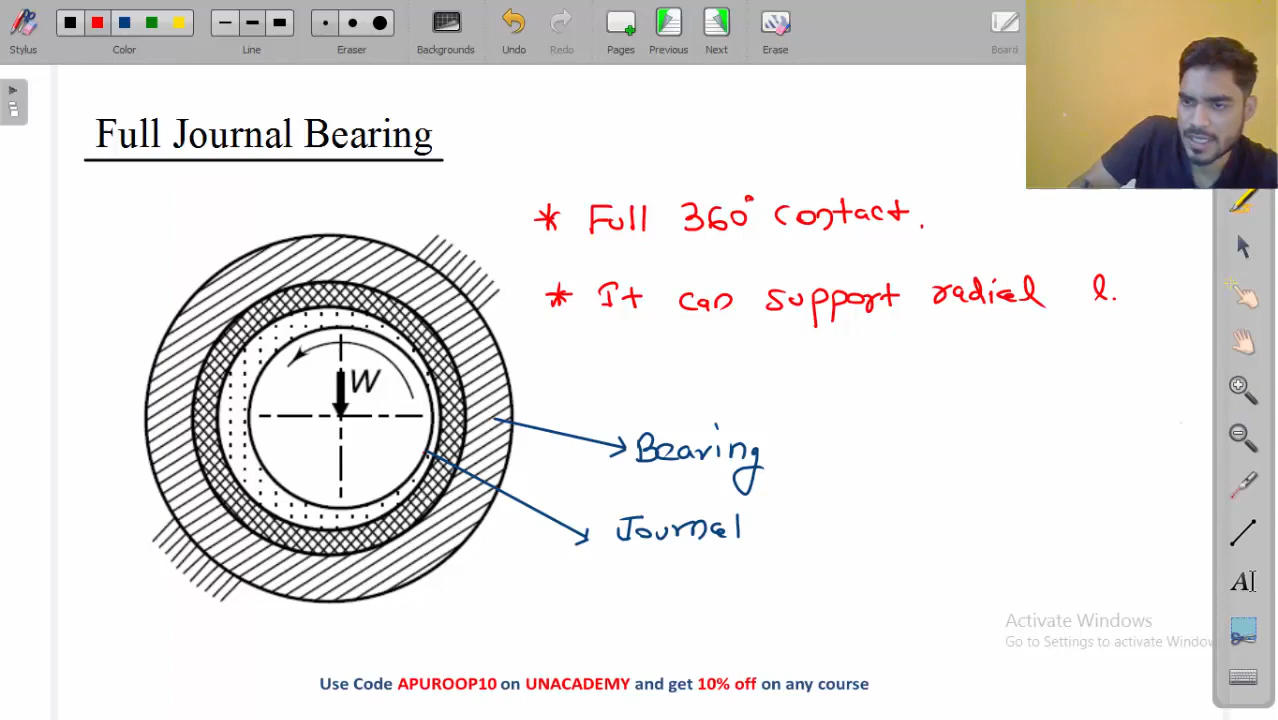 Stylus
Color
Line
Eraser
Backgrounds
Undo
Redo
Pages
Previous
Next
Erase
Board
Full Journal Bearing
* Full 360° contact.
* It can support radial l.
W
Bearing
Journal
A
Activate Windows
Go to Settings to activate Window
Use Code APUROOP10 on UNACADEMY and get 10% off on any course